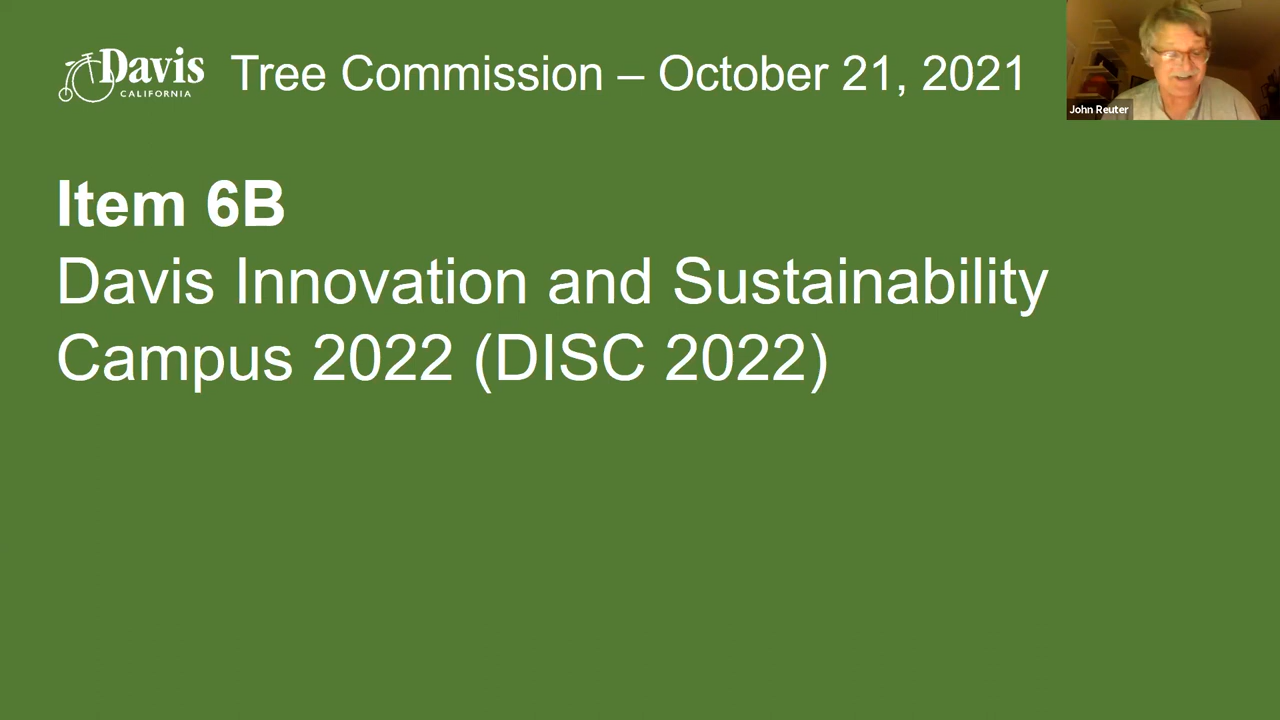 Davis
CALIFORNIA
Tree Commission – October 21, 2021
John Reuter
Item 6B
Davis Innovation and Sustainability
Campus 2022 (DISC 2022)